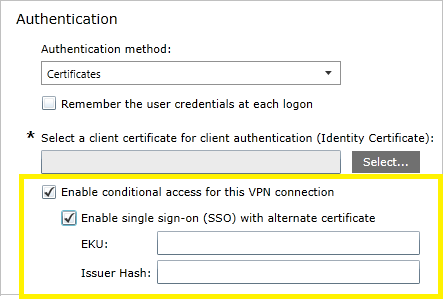 Authentication
Authentication method:
Certificates
Remember the user credentials at each logon
* Select a client certificate for client authentication (Identity Certificate):
Select...
Enable conditional access for this VPN connection
Enable single sign-on (SSO) with alternate certificate
EKU:
Issuer Hash: